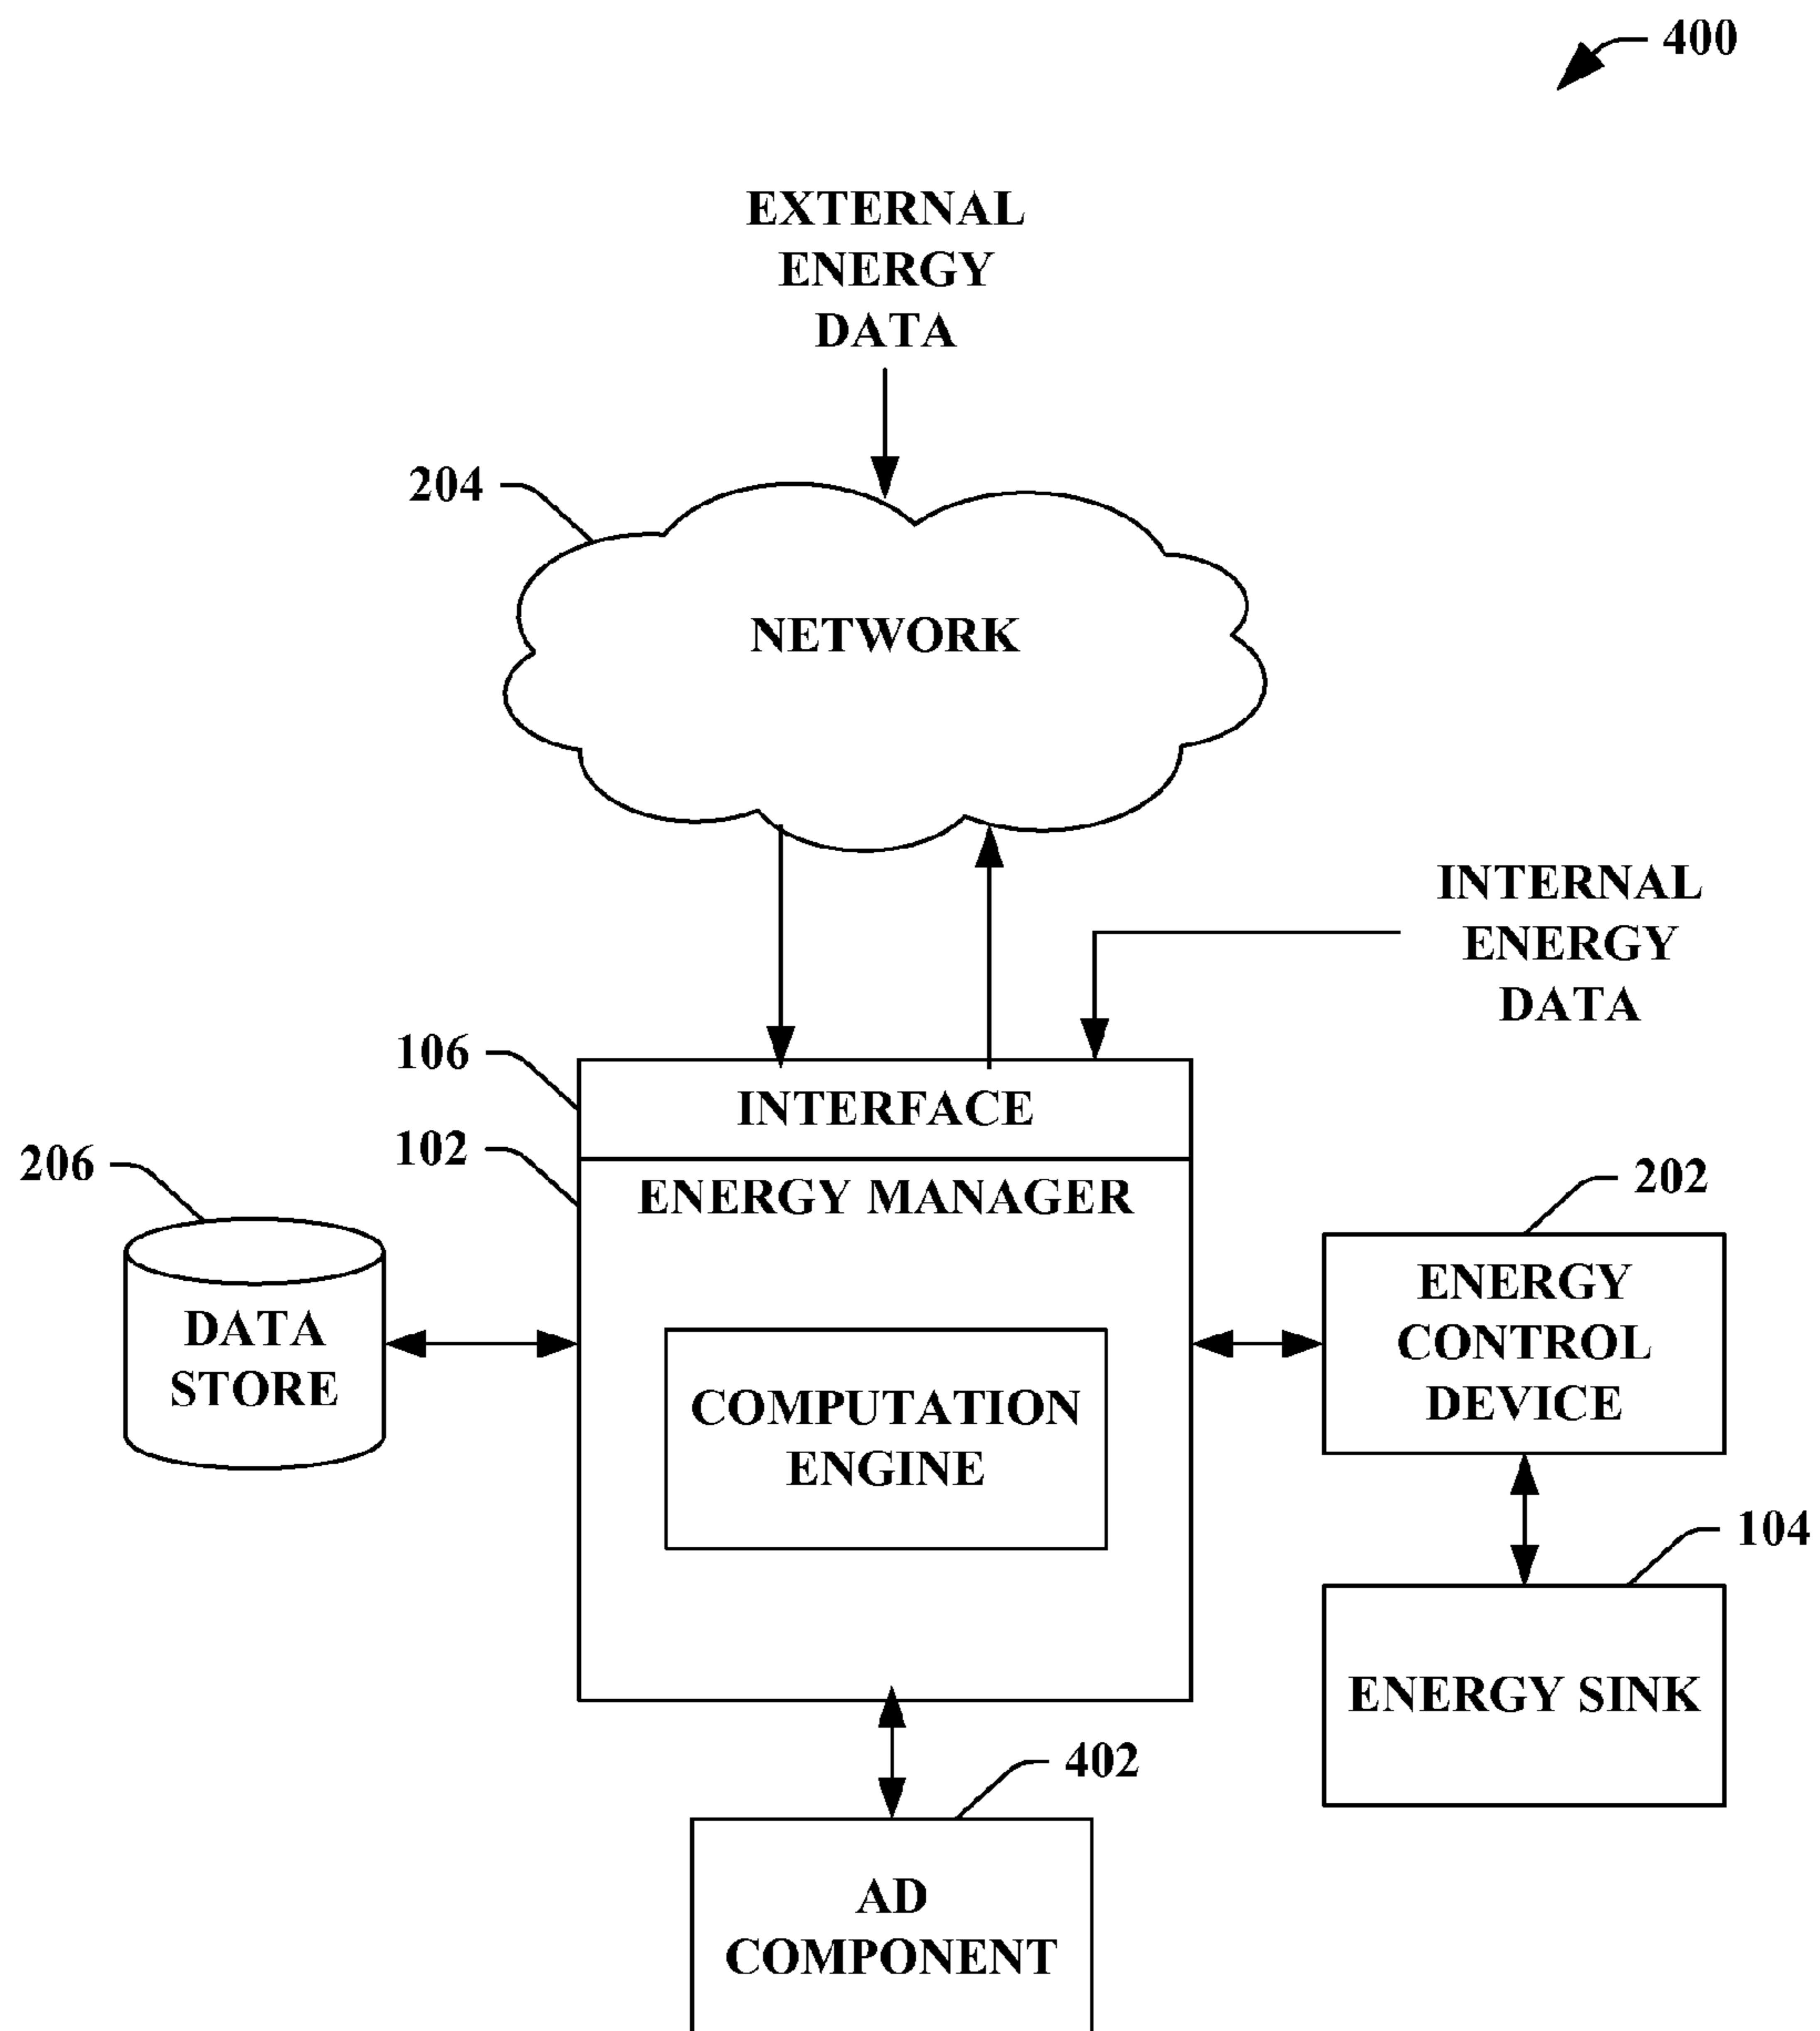 400
EXTERNAL
ENERGY
DATA
204
NETWORK
INTERNAL
ENERGY
DATA
106
INTERFACE
102
ENERGY MANAGER
206
DATA
STORE
202
ENERGY
CONTROL
DEVICE
COMPUTATION
ENGINE
104
ENERGY SINK
402
AD
COMPONENT